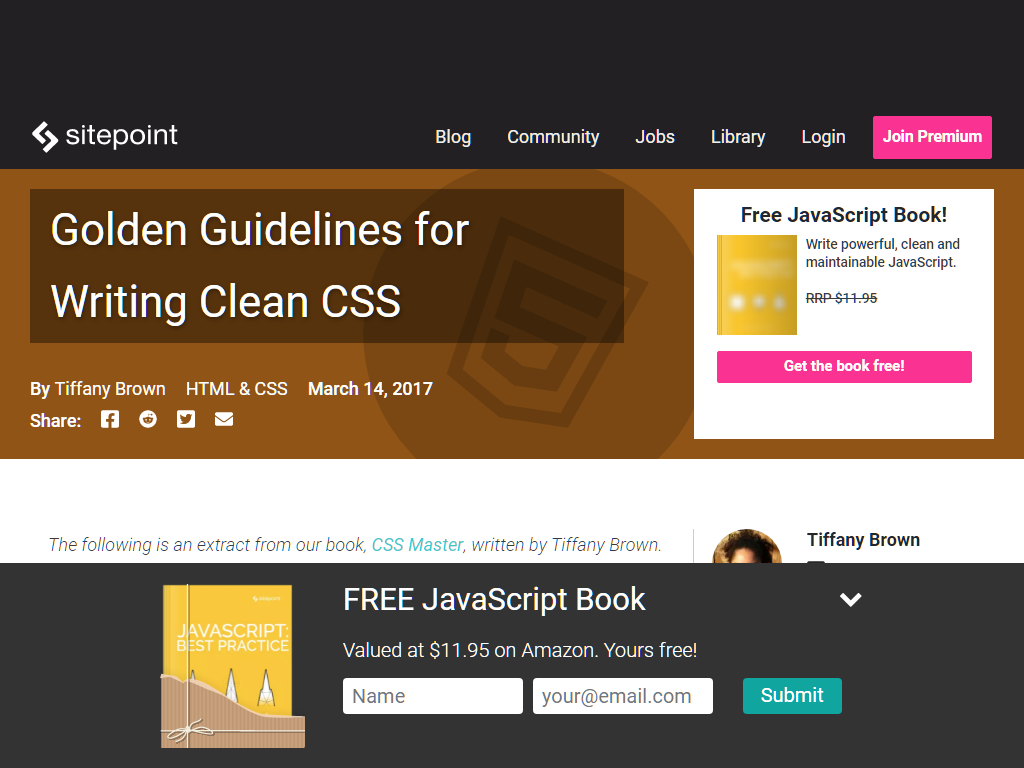 sitepoint
Blog
Community
Jobs
Library
Login
Join Premium
Golden Guidelines for
Writing Clean CSS
By Tiffany Brown
HTML & CSS
March 14, 2017
Share:
Free JavaScript Book!
Write powerful, clean and
maintainable JavaScript.
RRP $11.95
Get the book free!
The following is an extract from our book, CSS Master, written by Tiffany Brown.
Tiffany Brown
sitepoint
JAVASCRIPT:
BEST PRACTICE
FREE JavaScript Book
Valued at $11.95 on Amazon. Yours free!
Name
your@email.com
Submit